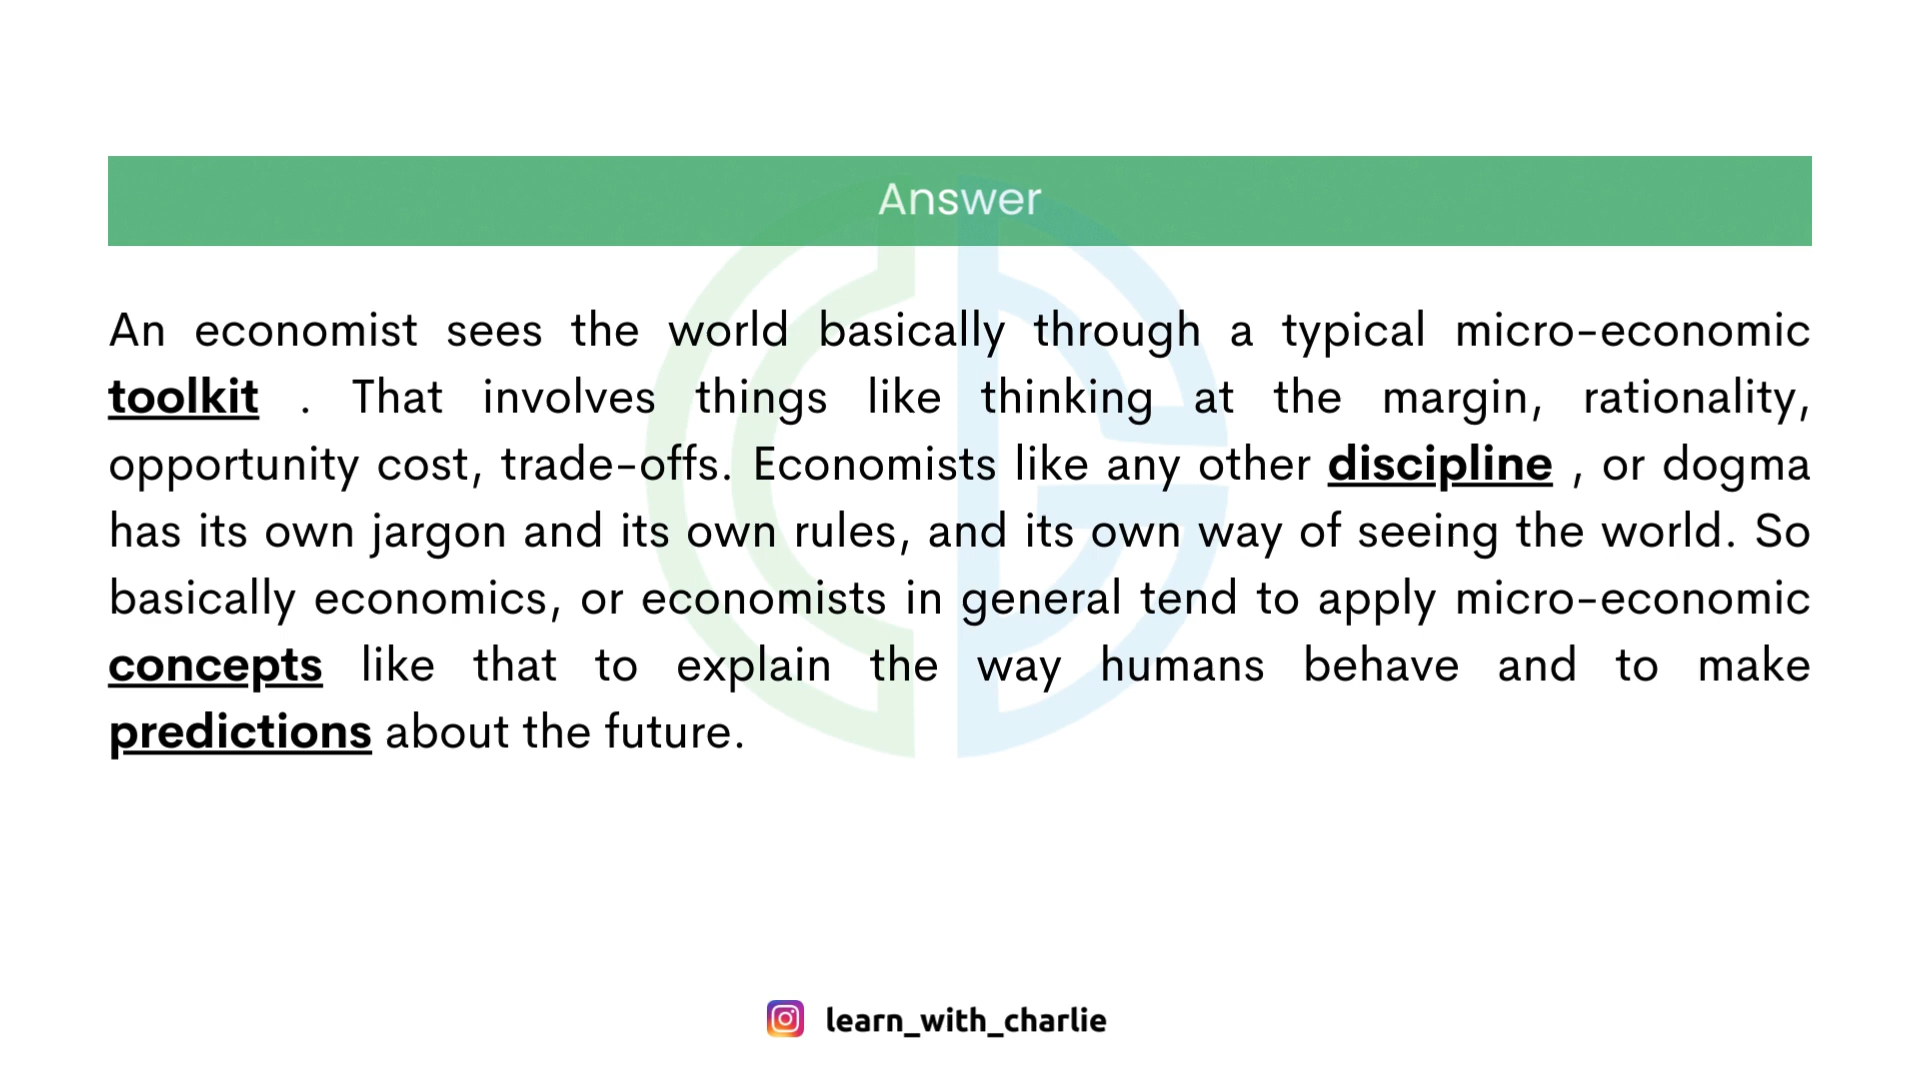 Answer
An economist sees the world basically through a typical micro-economic
toolkit . That involves things like thinking at the margin, rationality,
opportunity cost, trade-offs. Economists like any other discipline , or dogma
has its own jargon and its own rules, and its own way of seeing the world. So
basically economics, or economists in general tend to apply micro-economic
concepts like that to explain the way humans behave and to make
predictions about the future.
learn_with_charlie